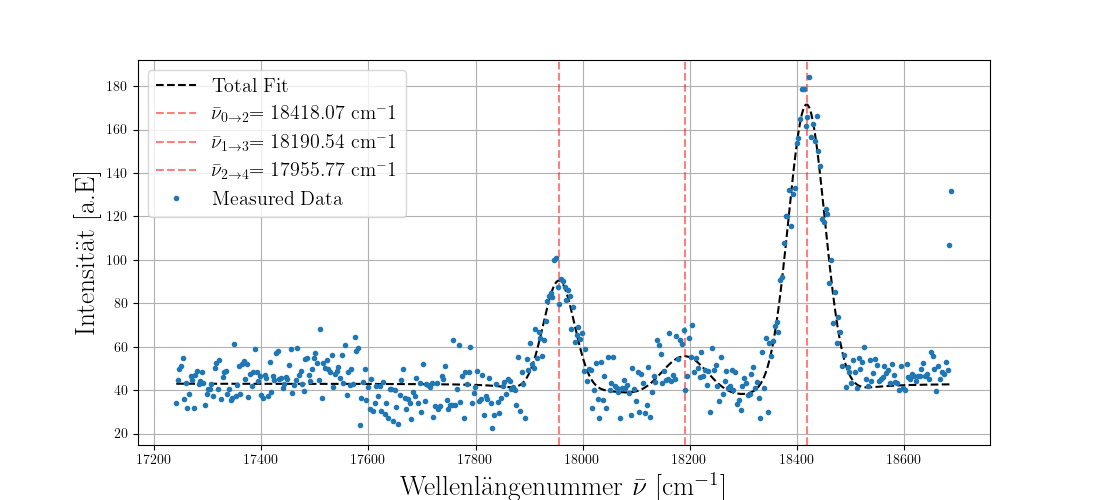 Total Fit
ν̄0→2= 18418.07 cm−1
ν̄1→3= 18190.54 cm−1
ν̄2→4= 17955.77 cm−1
Measured Data
Intensität [a.E]
180
160
140
120
100
80
60
40
20
17200 17400 17600 17800 18000 18200 18400 18600
Wellenlängenummer ν̄ [cm−1]